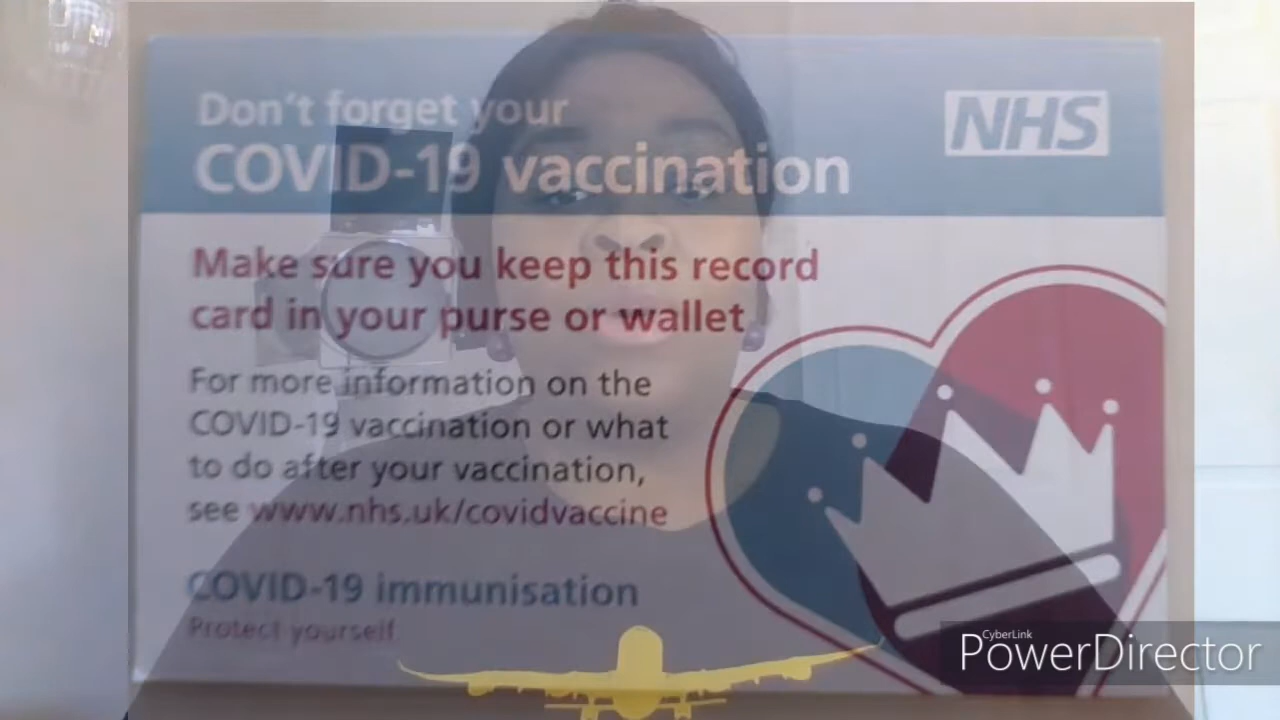 Don't forget your
COVID-19 vaccination
NHS
Make sure you keep this record
card in your purse or wallet
For more information on the
COVID-19 vaccination or what
to do after your vaccination,
see www.nhs.uk/covidvaccine
COVID-19 immunisation
Protect yourself
CyberLink
PowerDirector